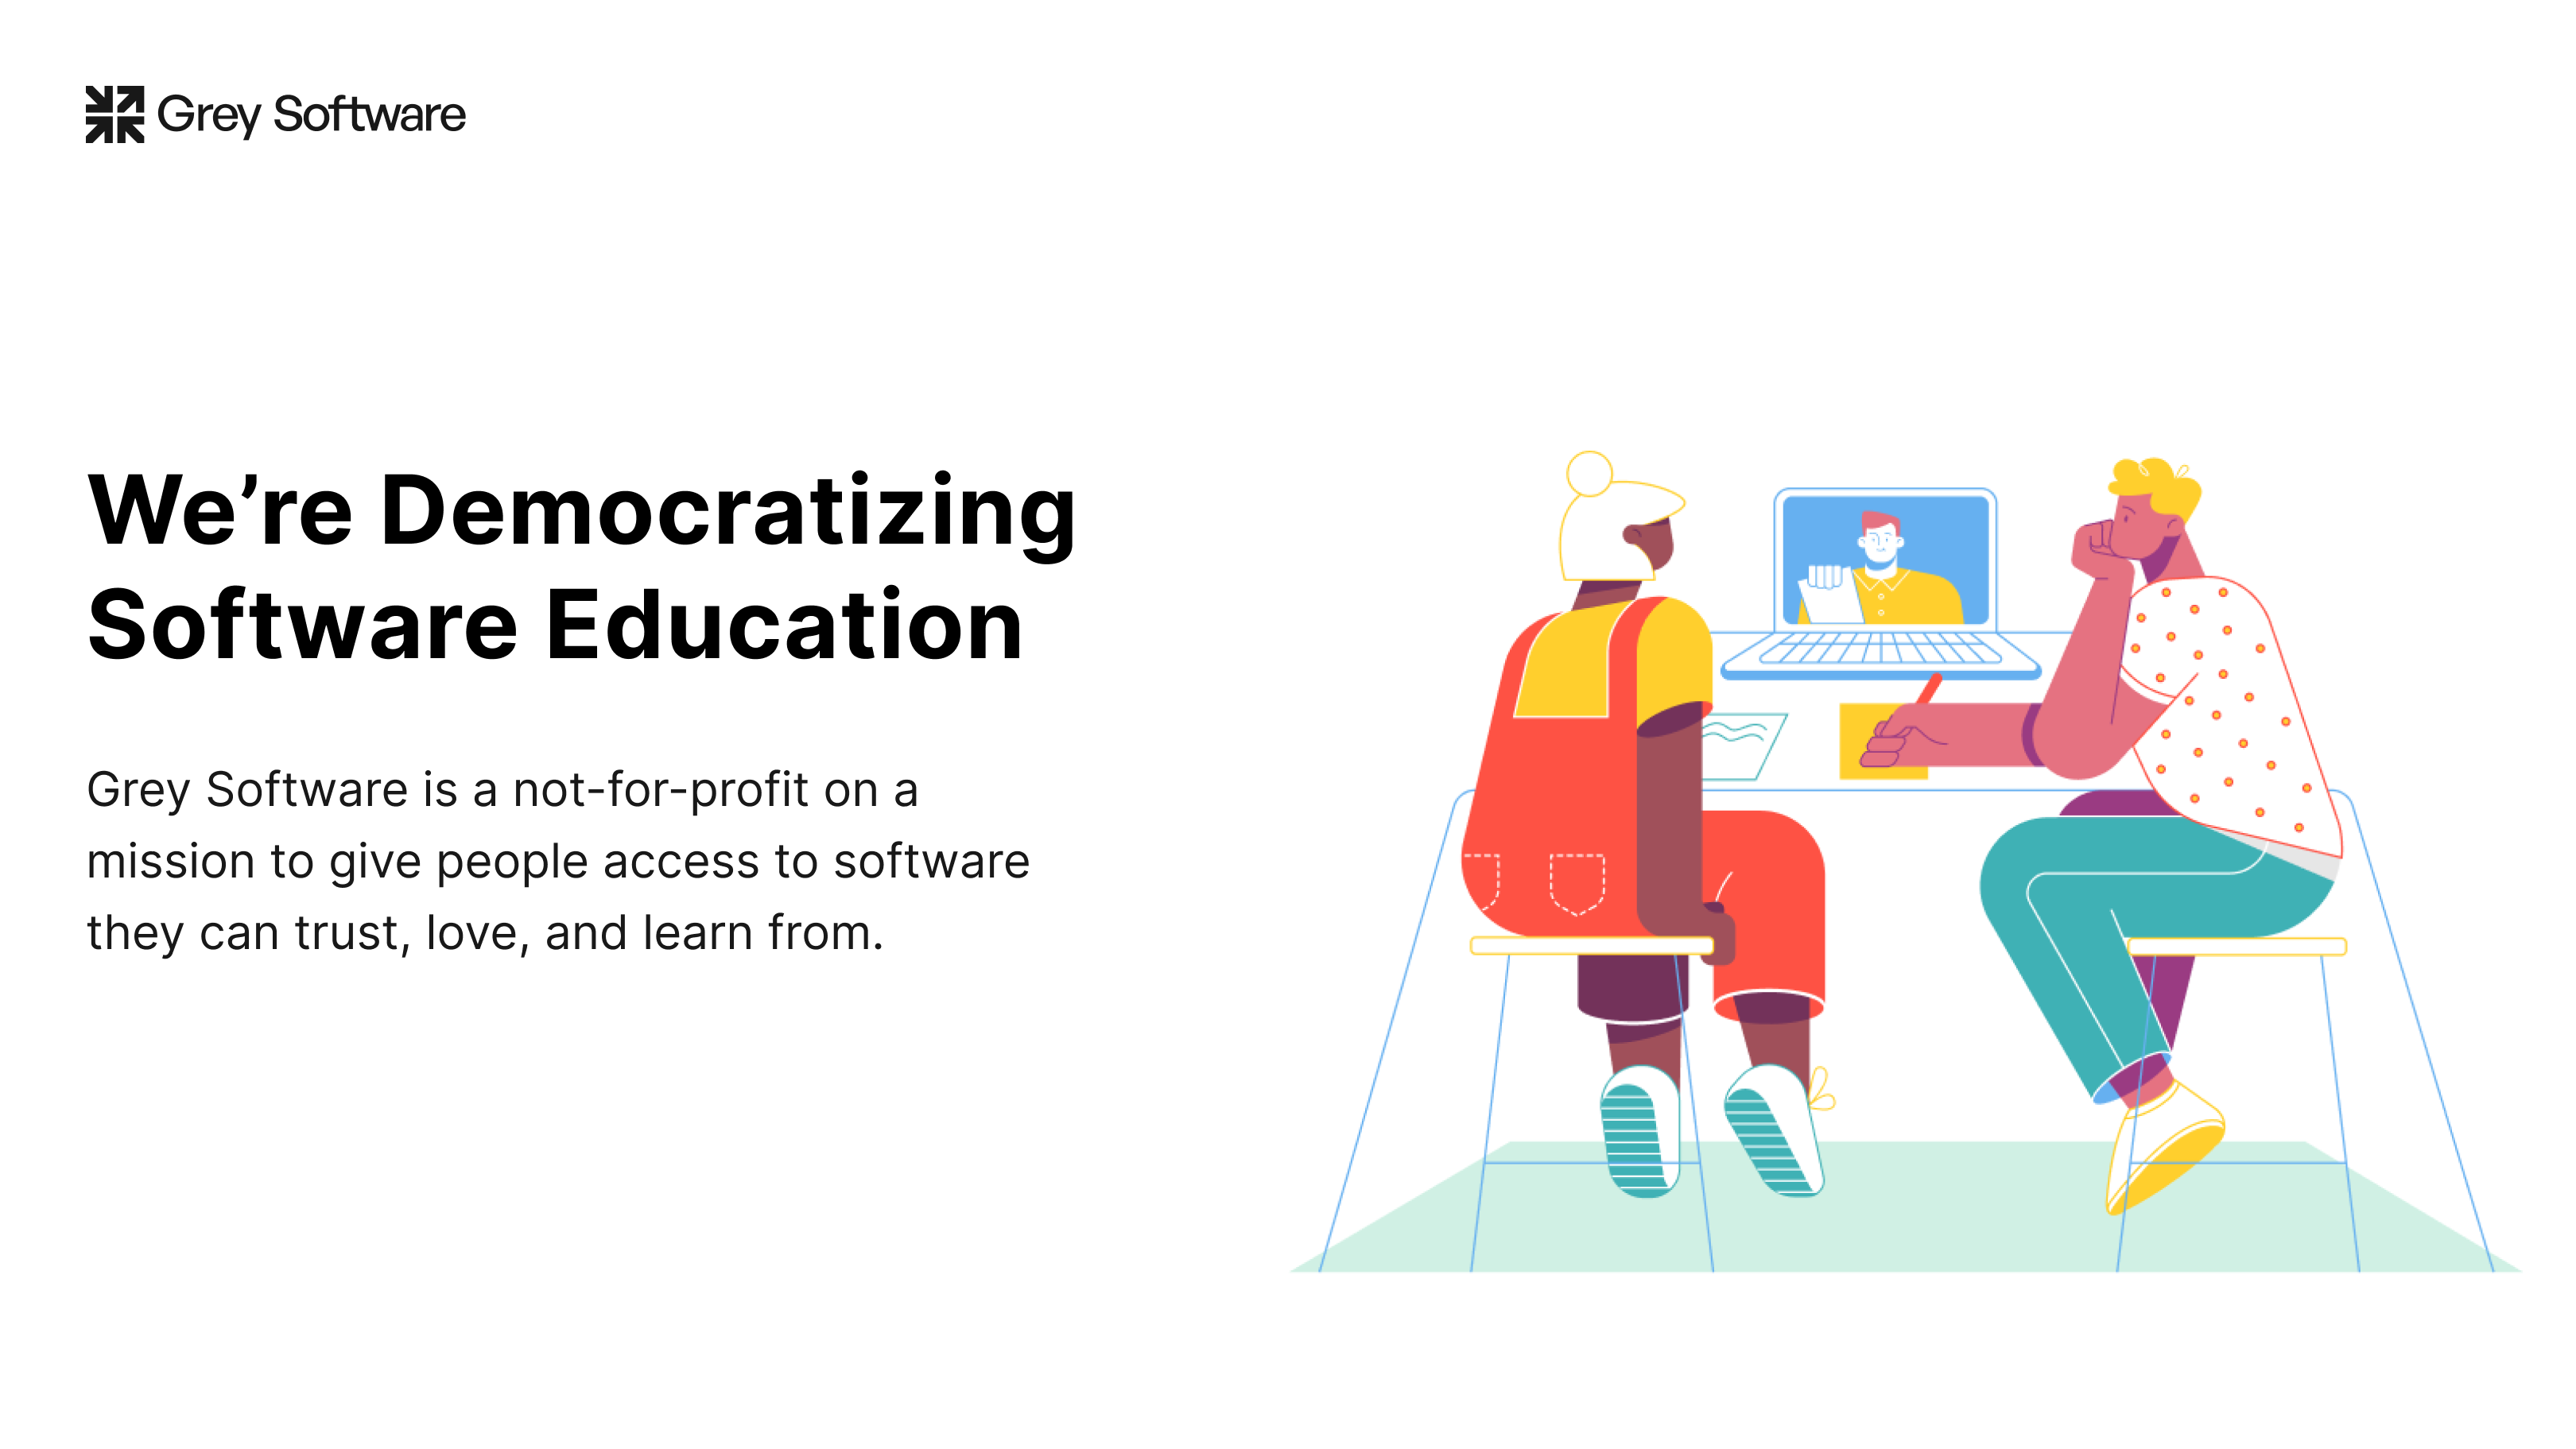 Grey Software
We’re Democratizing
Software Education
Grey Software is a not-for-profit on a
mission to give people access to software
they can trust, love, and learn from.